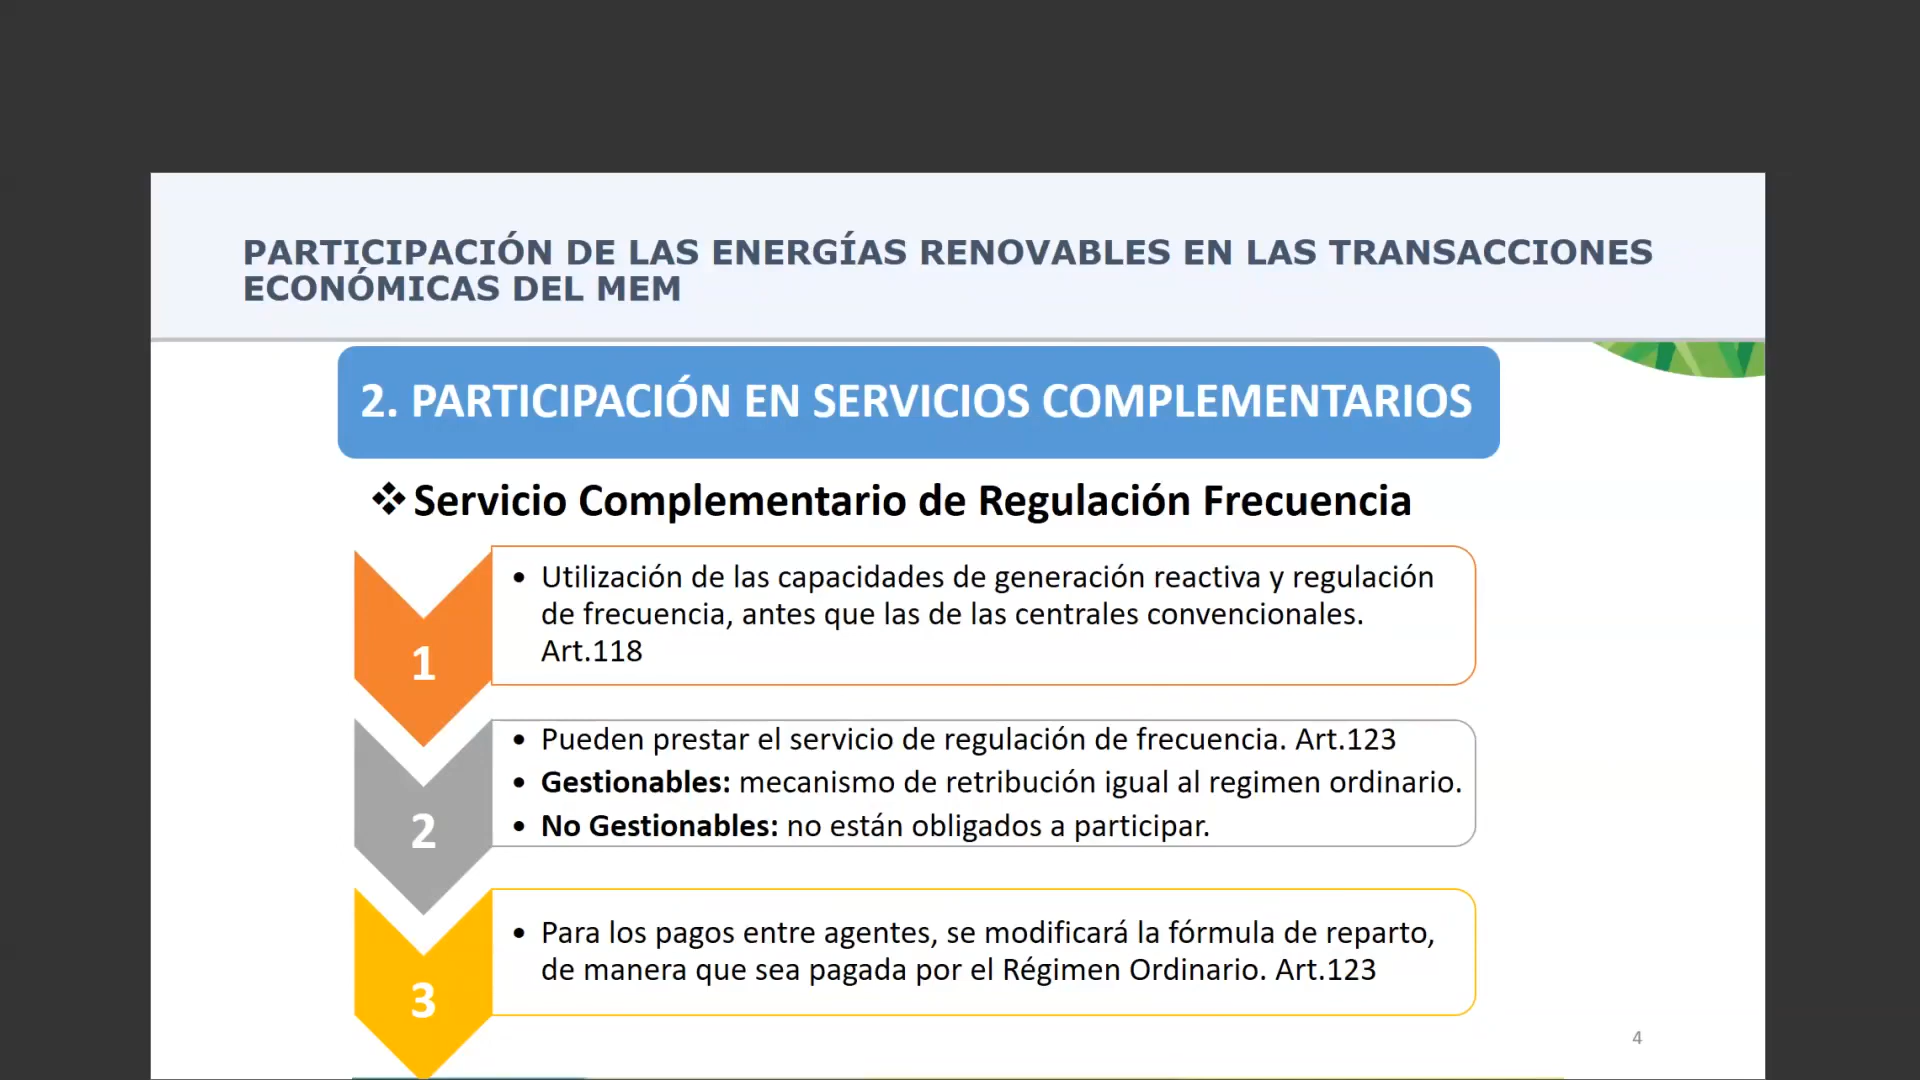 PARTICIPACIÓN DE LAS ENERGÍAS RENOVABLES EN LAS TRANSACCIONES
ECONÓMICAS DEL MEM
2. PARTICIPACIÓN EN SERVICIOS COMPLEMENTARIOS
❖ Servicio Complementario de Regulación Frecuencia
1
• Utilización de las capacidades de generación reactiva y regulación
de frecuencia, antes que las de las centrales convencionales.
Art.118
2
• Pueden prestar el servicio de regulación de frecuencia. Art.123
• Gestionables: mecanismo de retribución igual al regimen ordinario.
• No Gestionables: no están obligados a participar.
3
• Para los pagos entre agentes, se modificará la fórmula de reparto,
de manera que sea pagada por el Régimen Ordinario. Art.123
4